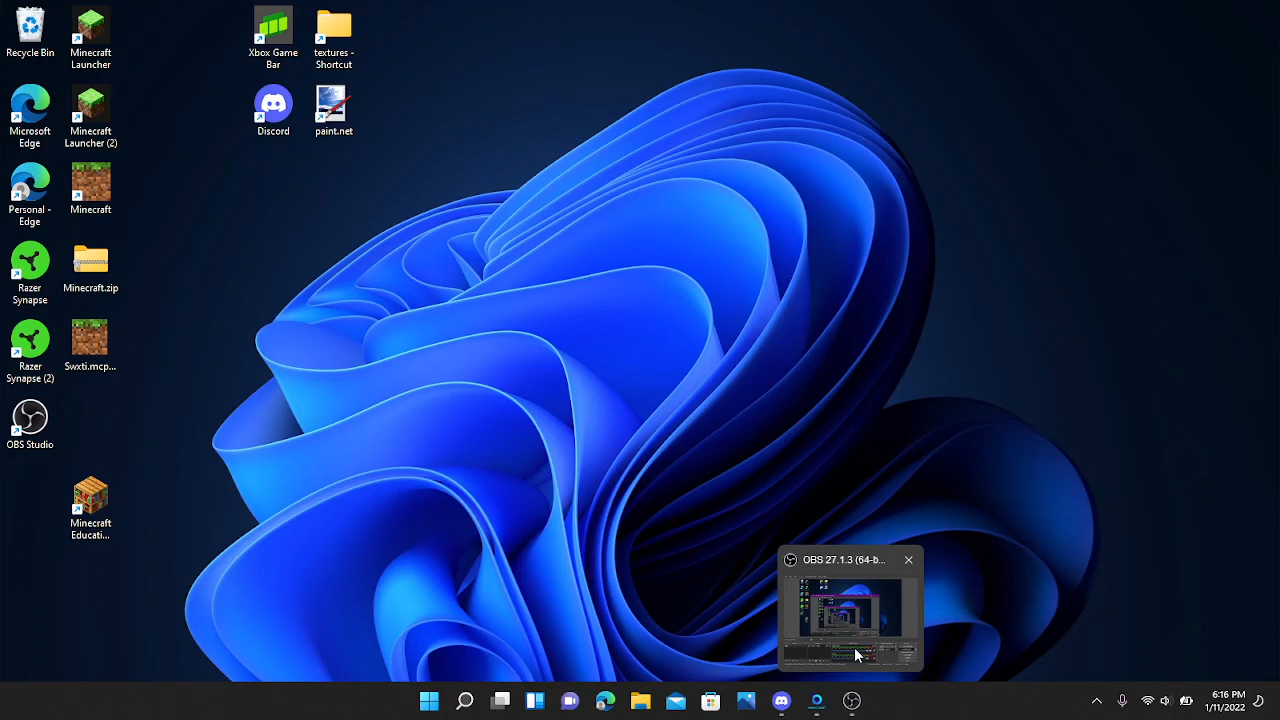 Recycle Bin
Minecraft
Launcher
Xbox Game
Bar
textures -
Shortcut
Microsoft
Edge
Minecraft
Launcher (2)
Discord
paint.net
Personal -
Edge
Minecraft
Razer
Synapse
Minecraft.zip
Razer
Synapse (2)
Swxti.mcp...
OBS Studio
Minecraft
Educati...
OBS 27.1.3 (64-b...
6:16 PM
1/11/2022